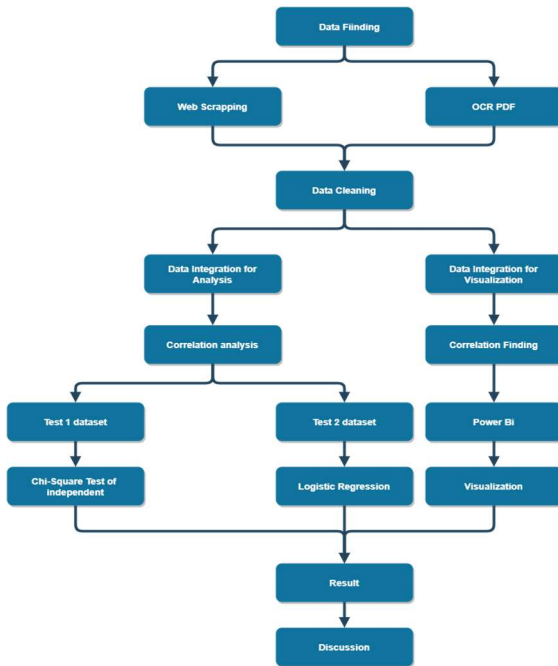 Data Fiinding
Web Scrapping
OCR PDF
Data Cleaning
Data Integration for
Analysis
Data Integration for
Visualization
Correlation analysis
Correlation Finding
Test 1 dataset
Test 2 dataset
Power Bi
Chi-Square Test of
independent
Logistic Regression
Visualization
Result
Discussion